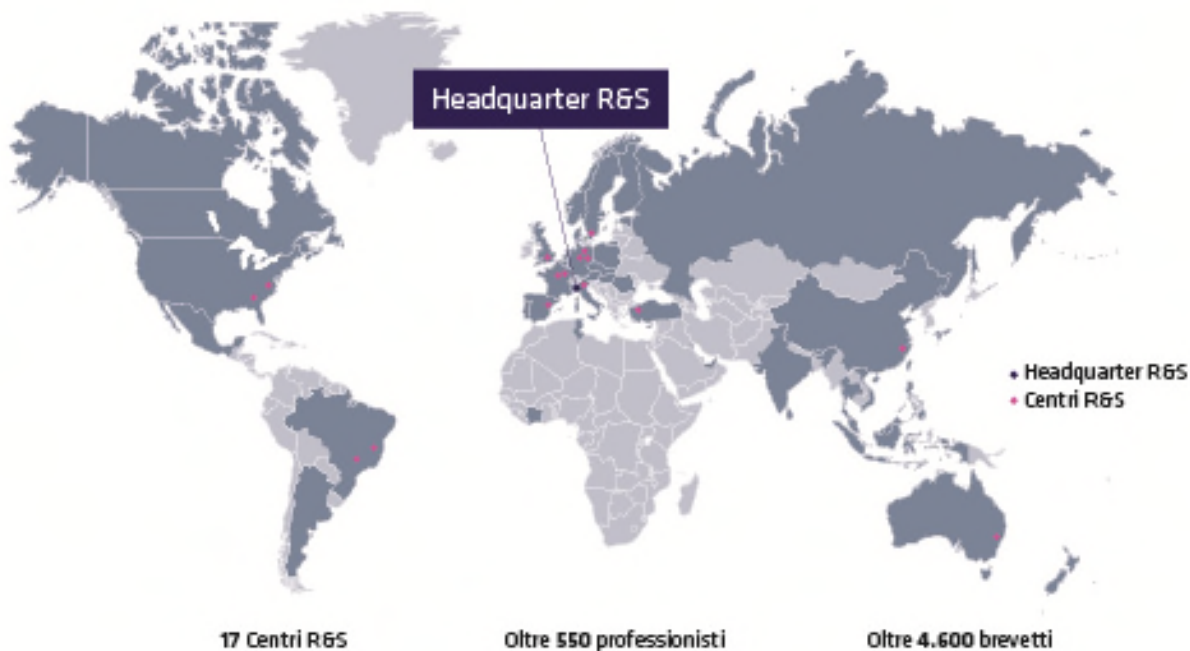 Headquarter R&S
Headquarter R&S
Centri R&S
17 Centri R&S
Oltre 550 professionisti
Oltre 4.600 brevetti